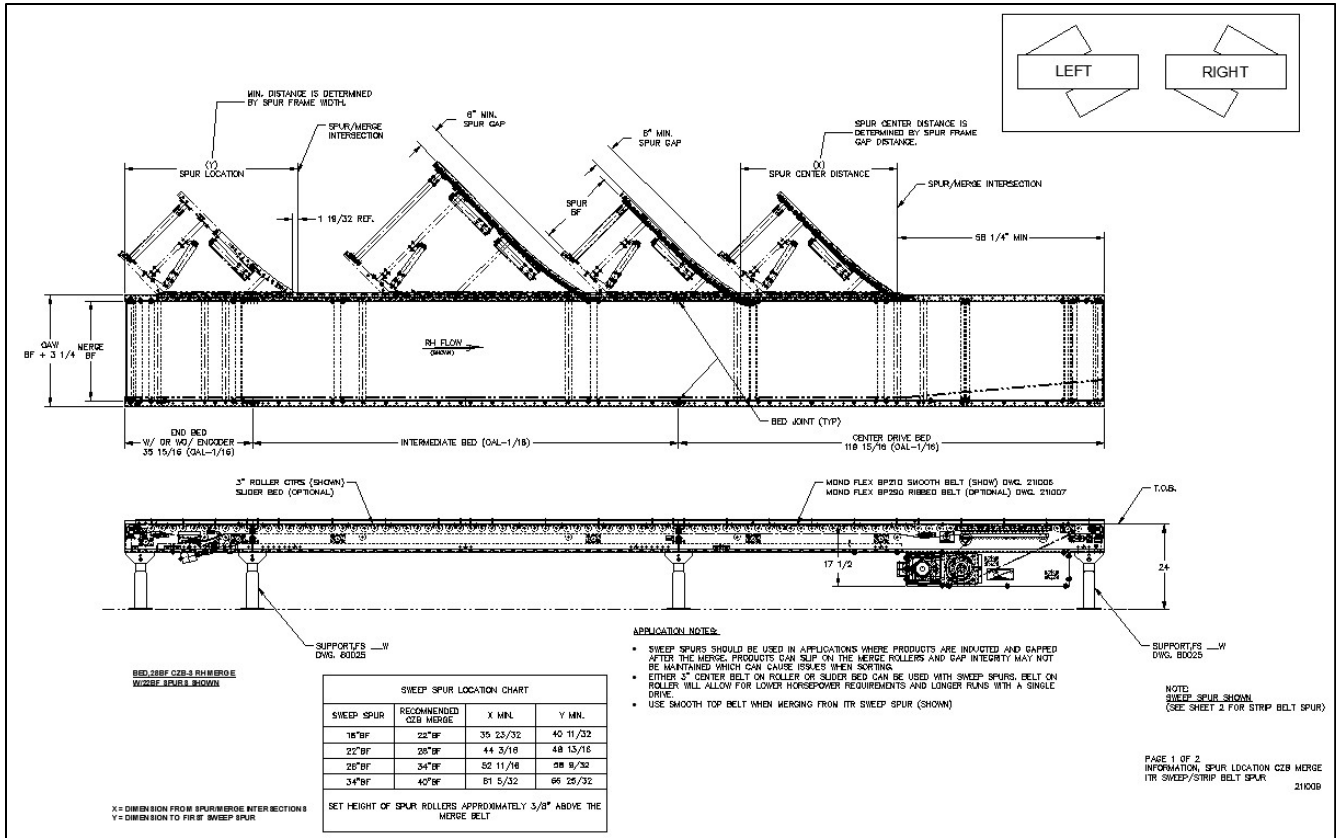 LEFT
RIGHT
MIN. DISTANCE IS DETERMINED
BY SPUR FRAME WIDTH.
SPUR/MERGE
INTERSECTION
6" MIN.
SPUR GAP
6" MIN.
SPUR GAP
SPUR CENTER DISTANCE IS
DETERMINED BY SPUR FRAME
GAP DISTANCE.
(Y)
SPUR LOCATION
(X)
SPUR CENTER DISTANCE
SPUR/MERGE INTERSECTION
1 19/32 REF.
SPUR
BF
58 1/4" MIN
OAW
BF + 3 1/4
MERGE
BF
RH FLOW
(SHOWN)
BED JOINT (TYP)
END BED
W/ OR WO/ ENCODER
35 15/16 (OAL-1/16)
INTERMEDIATE BED (OAL-1/16)
CENTER DRIVE BED
119 15/16 (OAL-1/16)
3" ROLLER CTRS (SHOWN)
SLIDER BED (OPTIONAL)
MONO FLEX BP210 SMOOTH BELT (SHOW) DWG. 211006
MONO FLEX BP290 RIBBED BELT (OPTIONAL) DWG. 211007
T.O.B.
17 1/2
24
SUPPORT,FS __W
DWG. 80025
SUPPORT,FS __W
DWG. 80025
BED,28BF CZB-3 RH MERGE
W/22BF SPURS SHOWN
APPLICATION NOTES:
• SWEEP SPURS SHOULD BE USED IN APPLICATIONS WHERE PRODUCTS ARE INDUCTED AND GAPPED
AFTER THE MERGE. PRODUCTS CAN SLIP ON THE MERGE ROLLERS AND GAP INTEGRITY MAY NOT
BE MAINTAINED WHICH CAN CAUSE ISSUES WHEN SORTING.
• EITHER 3" CENTER BELT ON ROLLER OR SLIDER BED CAN BE USED WITH SWEEP SPURS. BELT ON
ROLLER WILL ALLOW FOR LOWER HORSEPOWER REQUIREMENTS AND LONGER RUNS WITH A SINGLE
DRIVE.
• USE SMOOTH TOP BELT WHEN MERGING FROM ITR SWEEP SPUR (SHOWN)
SWEEP SPUR LOCATION CHART
SWEEP SPUR RECOMMENDED CZB MERGE X MIN. Y MIN.
16"BF 22"BF 35 23/32 40 11/32
22"BF 28"BF 44 3/16 49 13/16
28"BF 34"BF 52 11/16 58 9/32
34"BF 40"BF 61 5/32 66 25/32
SET HEIGHT OF SPUR ROLLERS APPROXIMATELY 3/8" ABOVE THE
MERGE BELT
X = DIMENSION FROM SPUR/MERGE INTERSECTIONS
Y = DIMENSION TO FIRST SWEEP SPUR
NOTE:
SWEEP SPUR SHOWN
(SEE SHEET 2 FOR STRIP BELT SPUR)
PAGE 1 OF 2
INFORMATION, SPUR LOCATION CZB MERGE
ITR SWEEP/STRIP BELT SPUR
211009